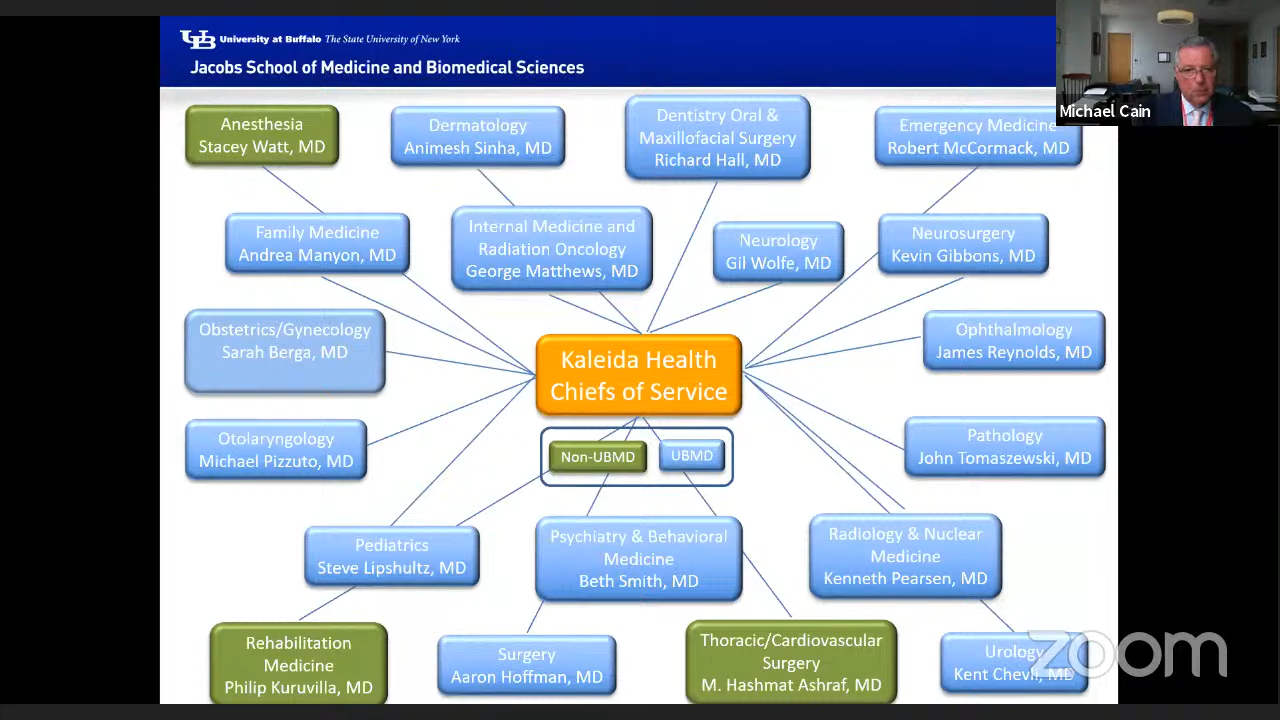 UB University at Buffalo The State University of New York
Jacobs School of Medicine and Biomedical Sciences
Michael Cain
Anesthesia
Stacey Watt, MD
Dermatology
Animesh Sinha, MD
Dentistry Oral &
Maxillofacial Surgery
Richard Hall, MD
Emergency Medicine
Robert McCormack, MD
Family Medicine
Andrea Manyon, MD
Internal Medicine and
Radiation Oncology
George Matthews, MD
Neurology
Gil Wolfe, MD
Neurosurgery
Kevin Gibbons, MD
Obstetrics/Gynecology
Sarah Berga, MD
Kaleida Health
Chiefs of Service
Ophthalmology
James Reynolds, MD
Otolaryngology
Michael Pizzuto, MD
Non-UBMD
UBMD
Pathology
John Tomaszewski, MD
Pediatrics
Steve Lipshultz, MD
Psychiatry & Behavioral
Medicine
Beth Smith, MD
Radiology & Nuclear
Medicine
Kenneth Pearsen, MD
Rehabilitation
Medicine
Philip Kuruvilla, MD
Surgery
Aaron Hoffman, MD
Thoracic/Cardiovascular
Surgery
M. Hashmat Ashraf, MD
Urology
Kent Chevli, MD
zoom